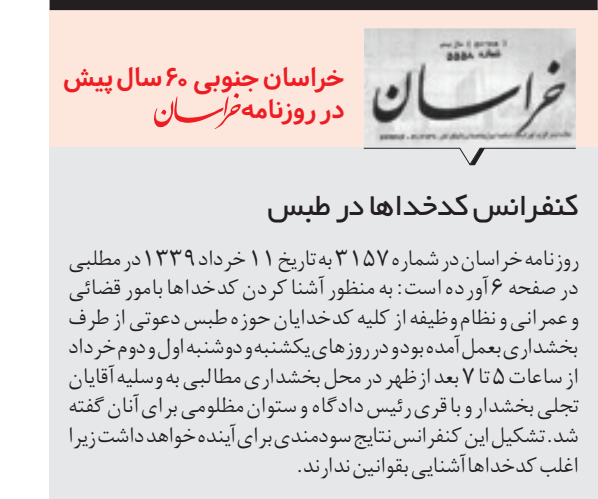 خراسان
شماره ۵۵۵۸
خراسان جنوبی ۶۰ سال پیش
در روزنامه خراسان
کنفرانس کدخداها در طبس
روزنامه خراسان در شماره ۳۱۵۷ به تاریخ ۱۱ خرداد ۱۳۳۹ در مطلبی
در صفحه ۶ آورده است: به منظور آشنا کردن کدخداها بامور قضائی
و عمرانی و نظام وظیفه از کلیه کدخدایان حوزه طبس دعوتی از طرف
بخشداری بعمل آمده بود و در روزهای یکشنبه و دوشنبه اول و دوم خرداد
از ساعات ۵ تا ۷ بعد از ظهر در محل بخشداری مطالبی به وسلیه آقایان
تجلی بخشدار و باقری رئیس دادگاه و ستوان مظلومی برای آنان گفته
شد. تشکیل این کنفرانس نتایج سودمندی برای آینده خواهد داشت زیرا
اغلب کدخداها آشنایی بقوانین ندارند.